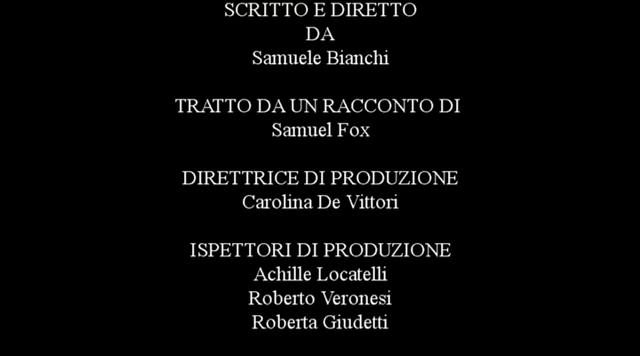 SCRITTO E DIRETTO
DA
Samuele Bianchi
TRATTO DA UN RACCONTO DI
Samuel Fox
DIRETTRICE DI PRODUZIONE
Carolina De Vittori
ISPETTORI DI PRODUZIONE
Achille Locatelli
Roberto Veronesi
Roberta Giudetti